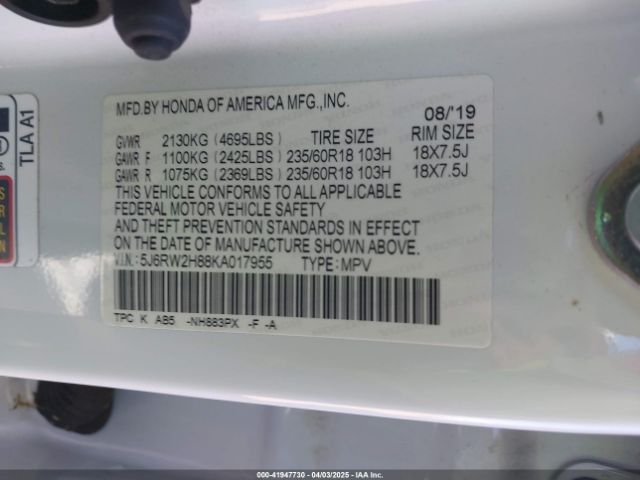 MFD.BY HONDA OF AMERICA MFG.,INC.
08/'19
GVWR 2130KG (4695LBS) TIRE SIZE RIM SIZE
GAWR F 1100KG (2425LBS) 235/60R18 103H 18X7.5J
GAWR R 1075KG (2369LBS) 235/60R18 103H 18X7.5J
THIS VEHICLE CONFORMS TO ALL APPLICABLE
FEDERAL MOTOR VEHICLE SAFETY
AND THEFT PREVENTION STANDARDS IN EFFECT
ON THE DATE OF MANUFACTURE SHOWN ABOVE.
V.I.N.: 5J6RW2H88KA017955 TYPE: MPV
TPC K AB5 -NH883PX -F -A
TLA A1
000-41947730 - 04/03/2025 - IAAI.COM